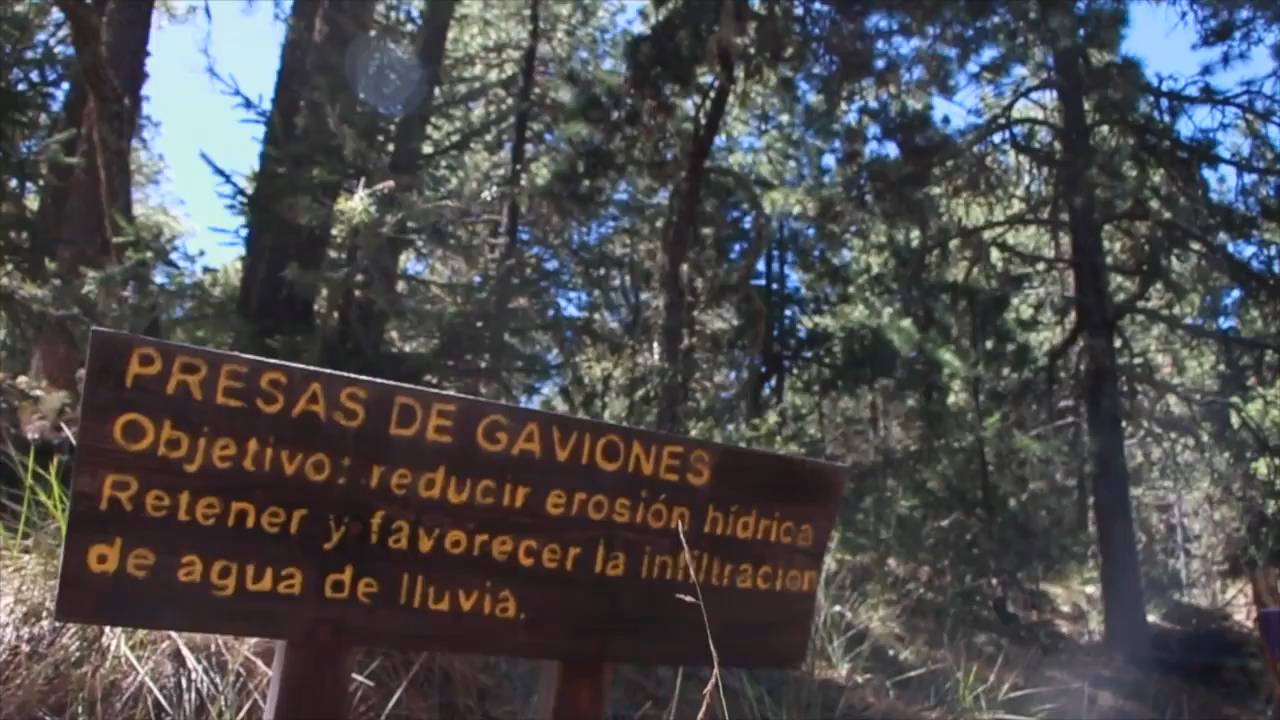 PRESAS DE GAVIONES
Objetivo: reducir erosión hídrica
Retener y favorecer la infiltracion
de agua de lluvia.